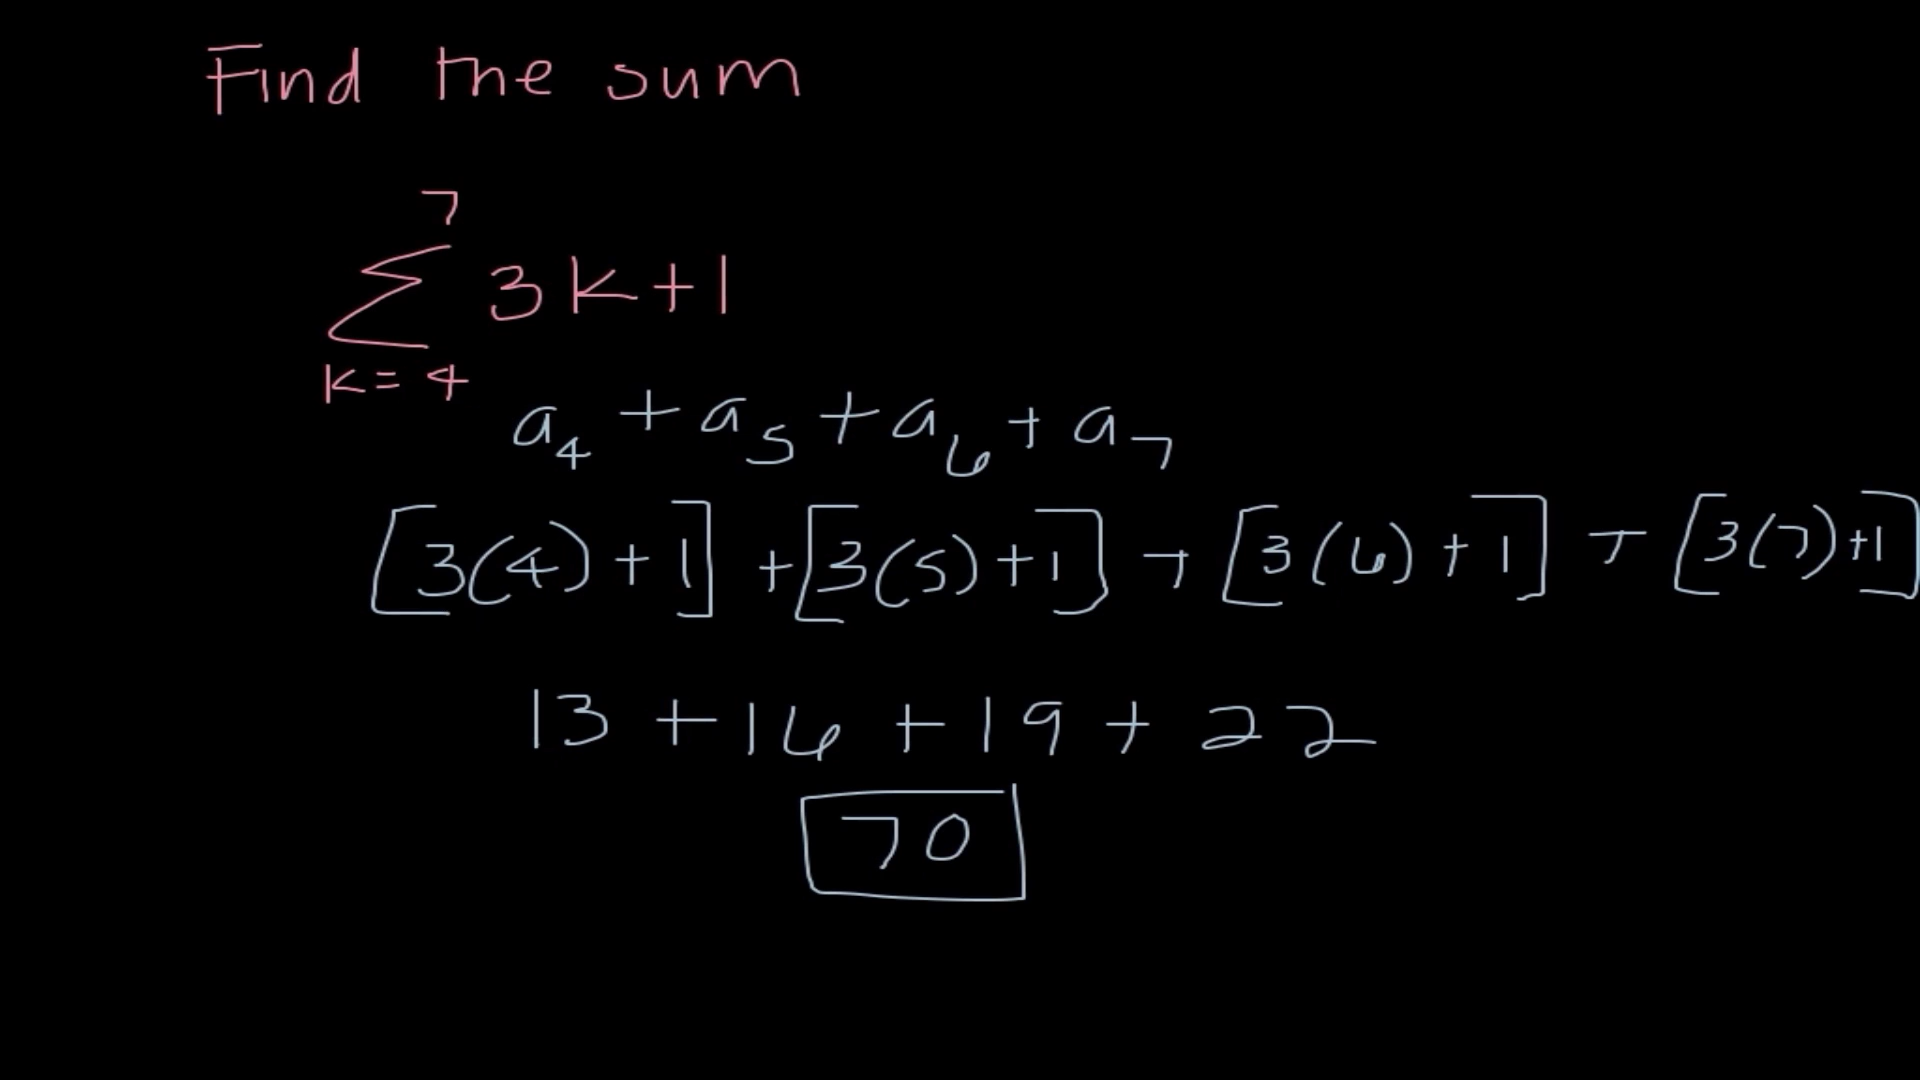 Find the sum
7
∑ 3k+1
k=4
a₄ + a₅ + a₆ + a₇
[3(4)+1] + [3(5)+1] + [3(6)+1] + [3(7)+1]
13 + 16 + 19 + 22
70